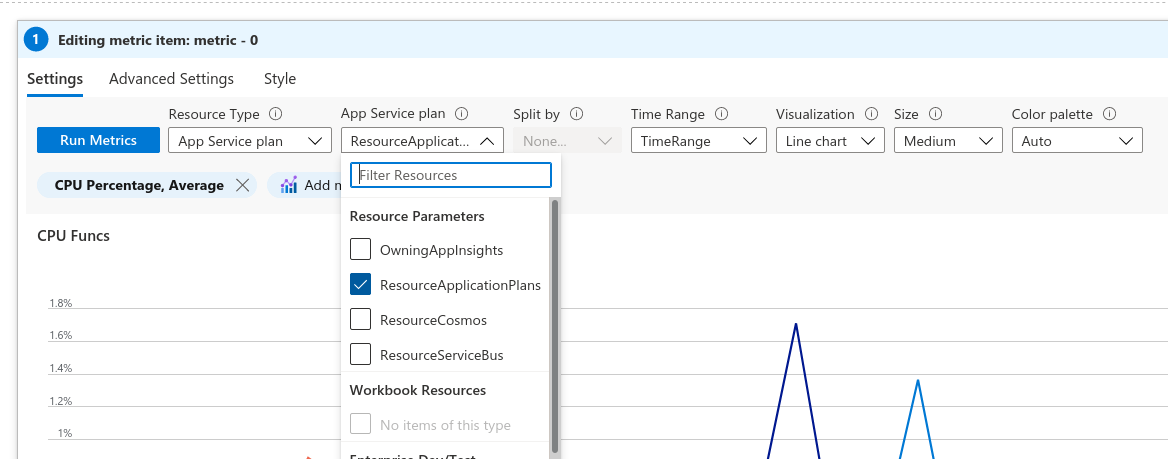 1 Editing metric item: metric - 0
Settings Advanced Settings Style
Resource Type App Service plan Split by Time Range Visualization Size Color palette
Run Metrics App Service plan ResourceApplicat... None... TimeRange Line chart Medium Auto
CPU Percentage, Average Add m
Filter Resources
Resource Parameters
CPU Funcs
OwningAppInsights
ResourceApplicationPlans
1.8%
ResourceCosmos
1.6%
ResourceServiceBus
1.4%
Workbook Resources
1.2%
No items of this type
1%
Enterprise Dev/Test